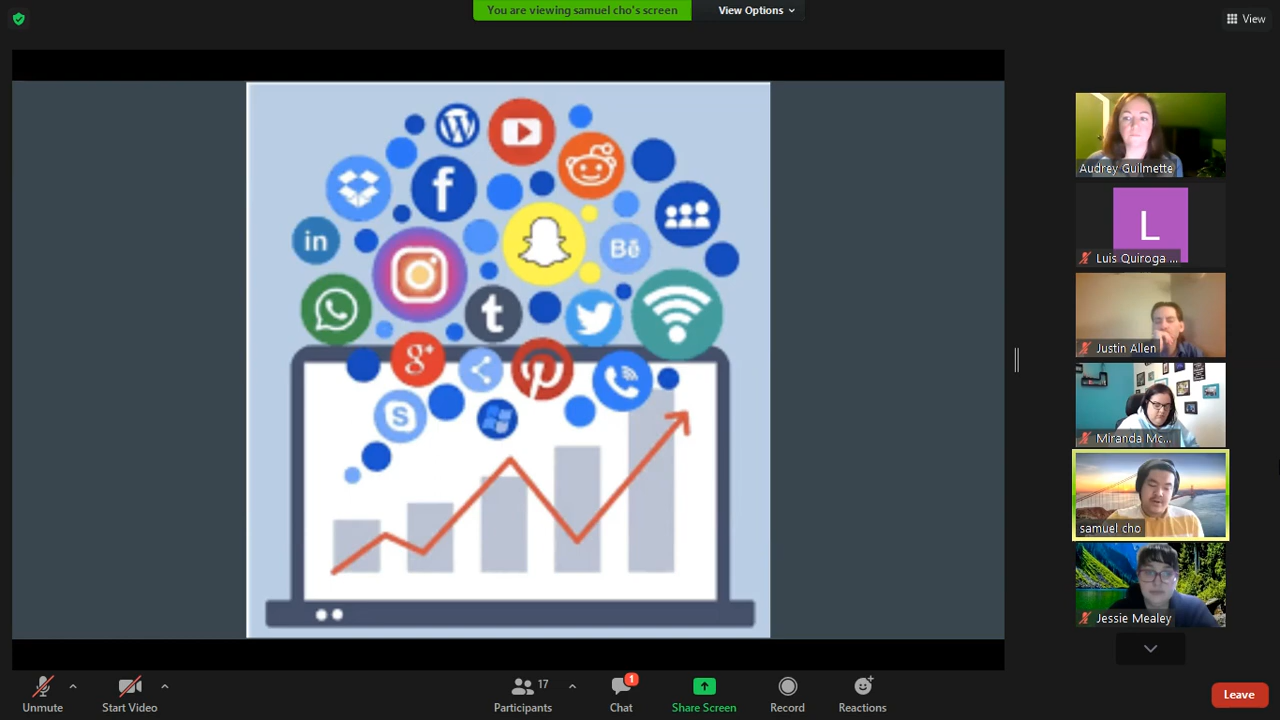 You are viewing samuel cho's screen
View Options
View
Bē
in
t
g+
Audrey Guilmette
L
Luis Quiroga ...
Justin Allen
Miranda Mc...
samuel cho
Jessie Mealey
Unmute
Start Video
17
Participants
1
Chat
Share Screen
Record
Reactions
Leave